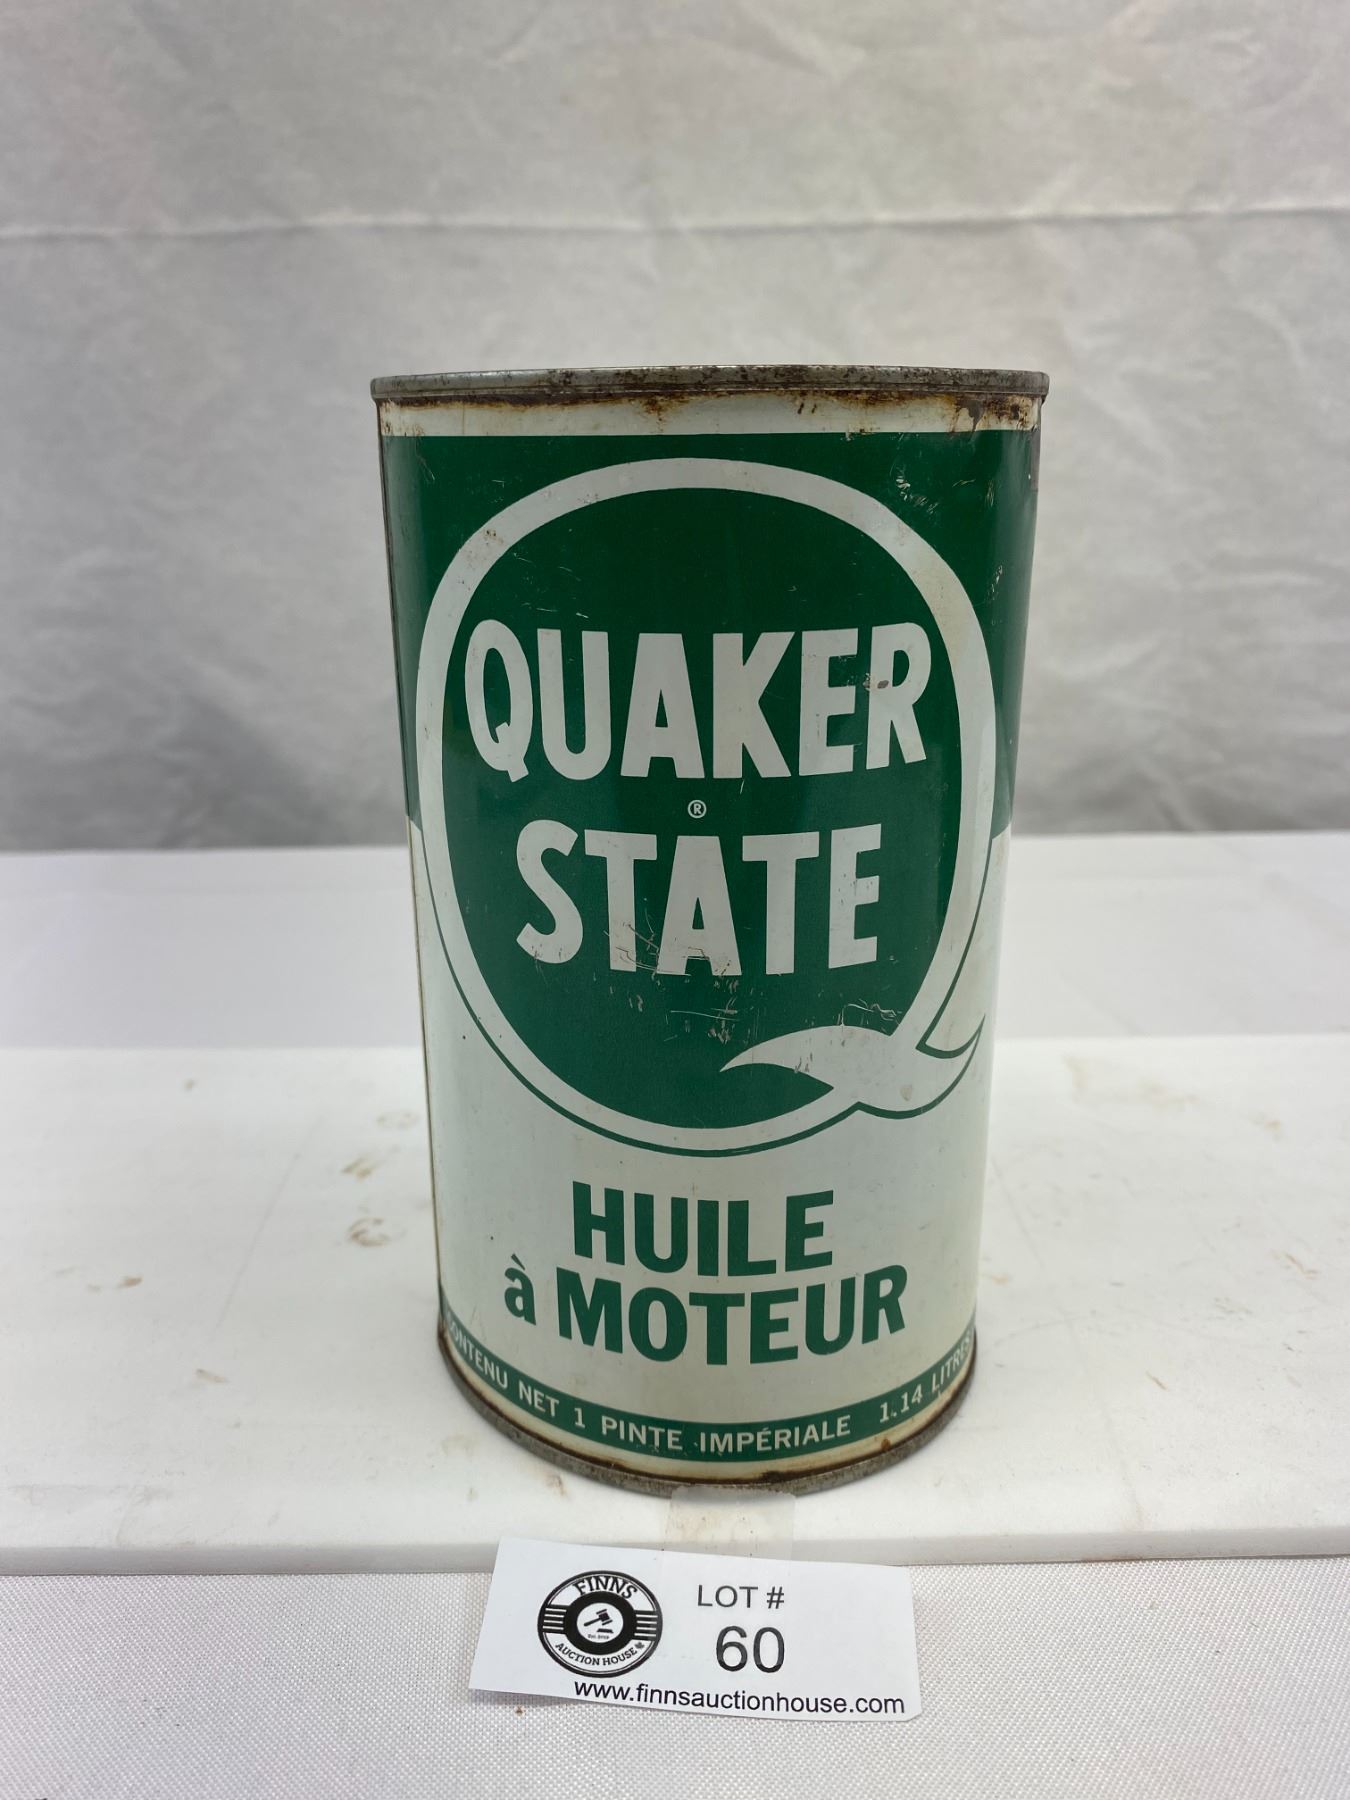 QUAKER
®
STATE
HUILE
à MOTEUR
CONTENU NET 1 PINTE IMPÉRIALE 1.14 LITRES
FINNS
AUCTION HOUSE
LOT #
60
www.finnsauctionhouse.com